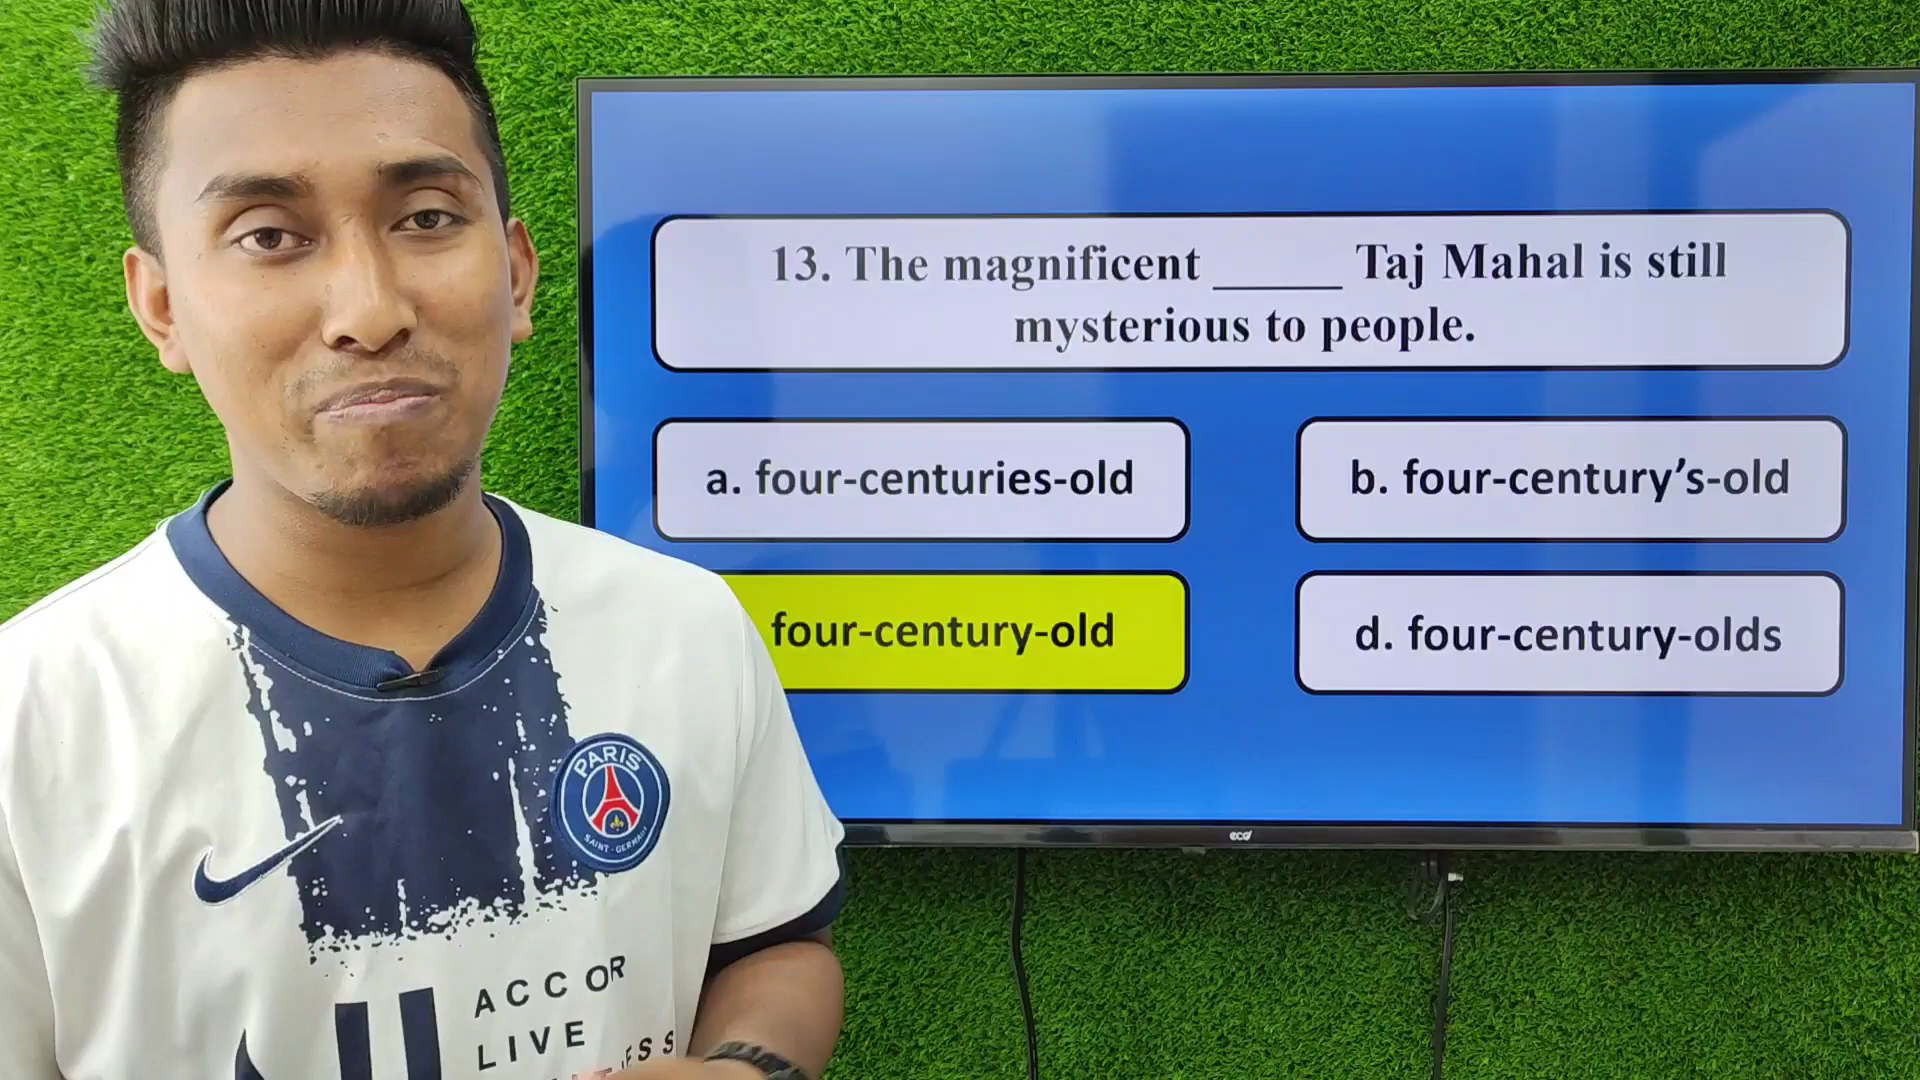 13. The magnificent _____ Taj Mahal is still
mysterious to people.
a. four-centuries-old
b. four-century’s-old
four-century-old
d. four-century-olds
eco
PARIS
SAINT-GERMAIN
ACCOR
LIVE